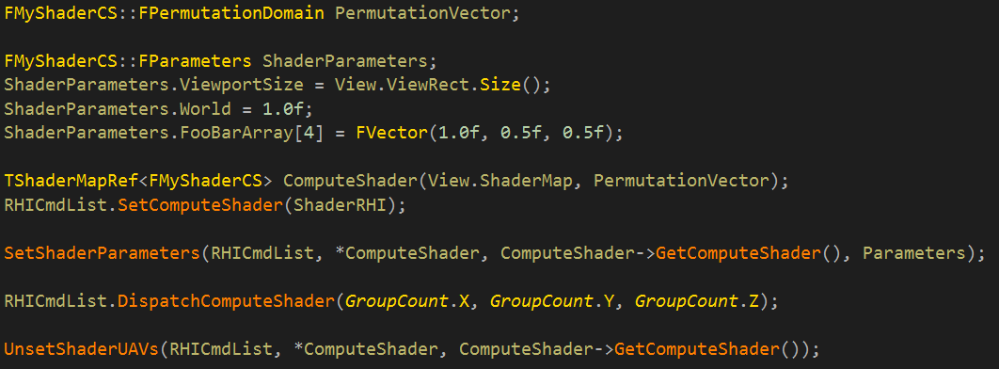 FMyShaderCS::FPermutationDomain PermutationVector;
FMyShaderCS::FParameters ShaderParameters;
ShaderParameters.ViewportSize = View.ViewRect.Size();
ShaderParameters.World = 1.0f;
ShaderParameters.FooBarArray[4] = FVector(1.0f, 0.5f, 0.5f);
TShaderMapRef<FMyShaderCS> ComputeShader(View.ShaderMap, PermutationVector);
RHICmdList.SetComputeShader(ShaderRHI);
SetShaderParameters(RHICmdList, *ComputeShader, ComputeShader->GetComputeShader(), Parameters);
RHICmdList.DispatchComputeShader(GroupCount.X, GroupCount.Y, GroupCount.Z);
UnsetShaderUAVs(RHICmdList, *ComputeShader, ComputeShader->GetComputeShader());